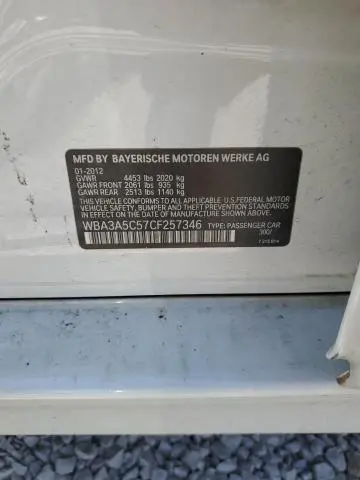 MFD BY BAYERISCHE MOTOREN WERKE AG
01-2012
GVWR 4453 lbs 2020 kg
GAWR FRONT 2061 lbs 935 kg
GAWR REAR 2513 lbs 1140 kg
THIS VEHICLE CONFORMS TO ALL APPLICABLE U.S.FEDERAL MOTOR
VEHICLE SAFETY, BUMPER, AND THEFT PREVENTION
STANDARDS IN EFFECT ON THE DATE OF MANUFACTURE SHOWN ABOVE.
WBA3A5C57CF257346 TYPE: PASSENGER CAR
300/